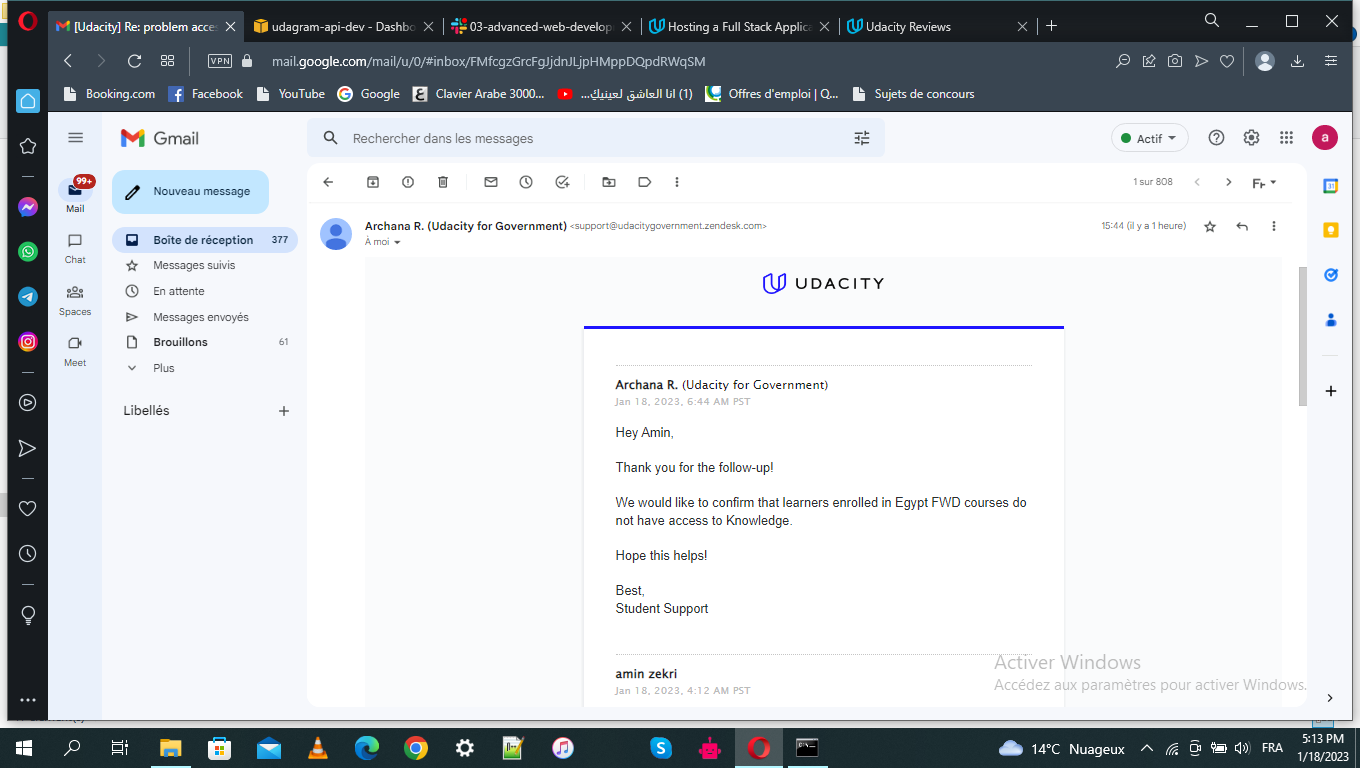 [Udacity] Re: problem acces
udagram-api-dev - Dashbo
03-advanced-web-develop
Hosting a Full Stack Applica
Udacity Reviews
VPN
mail.google.com/mail/u/0/#inbox/FMfcgzGrcFgJjdnJLjpHMppDQpdRWqSM
Booking.com
Facebook
YouTube
Google
Clavier Arabe 3000...
(1) انا العاشق لعينيكِ...
Offres d'emploi | Q...
Sujets de concours
Gmail
Rechercher dans les messages
Actif
a
99+
Mail
Chat
Spaces
Meet
Nouveau message
Boîte de réception 377
Messages suivis
En attente
Messages envoyés
Brouillons 61
Plus
Libellés
1 sur 808
Fr
Archana R. (Udacity for Government) <support@udacitygovernment.zendesk.com>
15:44 (il y a 1 heure)
À moi
UDACITY
Archana R. (Udacity for Government)
Jan 18, 2023, 6:44 AM PST
Hey Amin,
Thank you for the follow-up!
We would like to confirm that learners enrolled in Egypt FWD courses do
not have access to Knowledge.
Hope this helps!
Best,
Student Support
amin zekri
Jan 18, 2023, 4:12 AM PST
Activer Windows
Accédez aux paramètres pour activer Windows.
14°C Nuageux
FRA
5:13 PM
1/18/2023